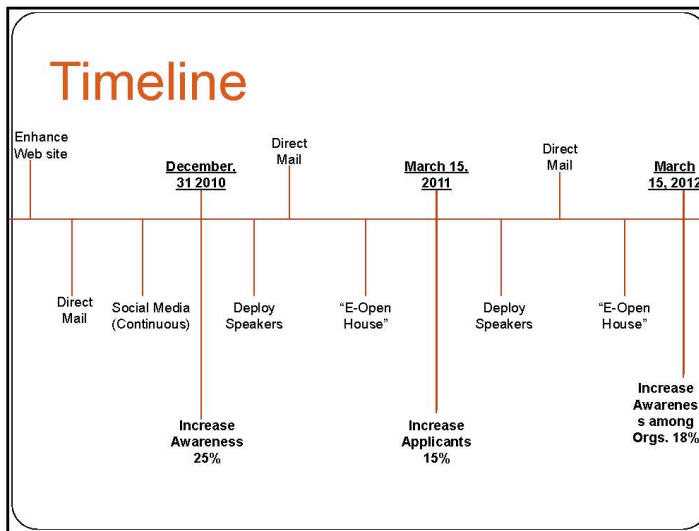 Timeline
Enhance
Web site
December,
31 2010
Direct
Mail
March 15,
2011
Direct
Mail
March
15, 2012
Direct
Mail
Social Media
(Continuous)
Deploy
Speakers
“E-Open
House”
Deploy
Speakers
“E-Open
House”
Increase
Awareness
25%
Increase
Applicants
15%
Increase
Awarenes
s among
Orgs. 18%